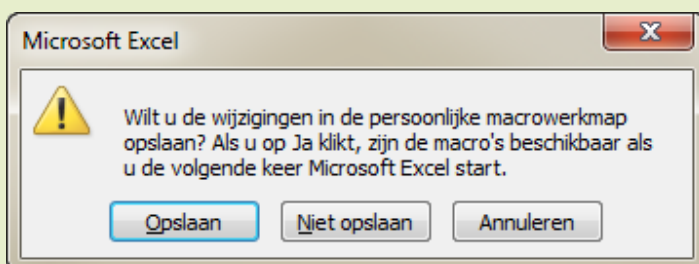 Microsoft Excel
Wilt u de wijzigingen in de persoonlijke macrowerkmap
opslaan? Als u op Ja klikt, zijn de macro's beschikbaar als
u de volgende keer Microsoft Excel start.
Opslaan Niet opslaan Annuleren